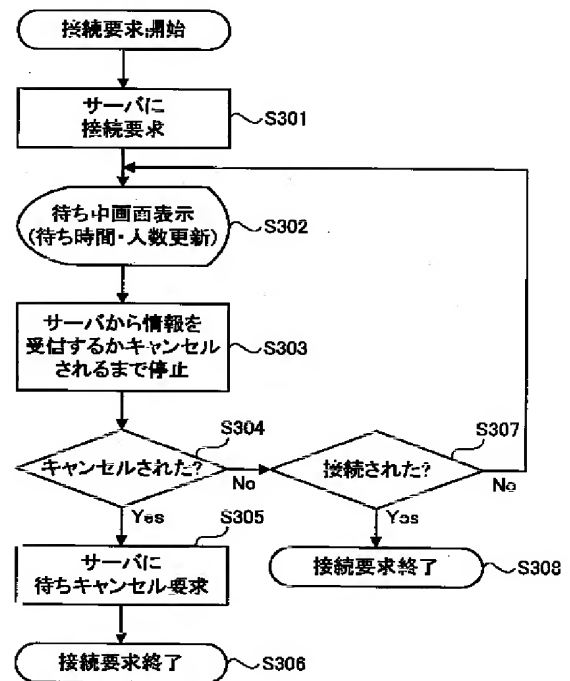 接続要求開始
サーバに
接続要求
S301
待ち中画面表示
(待ち時間・人数更新)
S302
サーバから情報を
受信するかキャンセル
されるまで停止
S303
キャンセルされた?
S304
No
Yes
接続された?
S307
No
Yes
サーバに
待ちキャンセル要求
S305
接続要求終了
S308
接続要求終了
S306